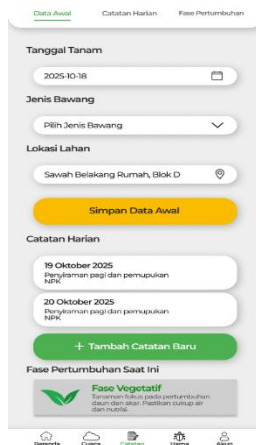 Data Awal Catatan Harian Fase Pertumbuhan
Tanggal Tanam
2025-10-18
Jenis Bawang
Pilih Jenis Bawang
Lokasi Lahan
Sawah Belakang Rumah, Blok D
Simpan Data Awal
Catatan Harian
19 Oktober 2025
Penyiraman pagi dan pemupukan
NPK
20 Oktober 2025
Penyiraman pagi dan pemupukan
NPK
+ Tambah Catatan Baru
Fase Pertumbuhan Saat Ini
Fase Vegetatif
Tanaman fokus pada pertumbuhan
daun dan akar. Pastikan cukup air
dan nutrisi.
Beranda Cuaca Catatan Hama Akun